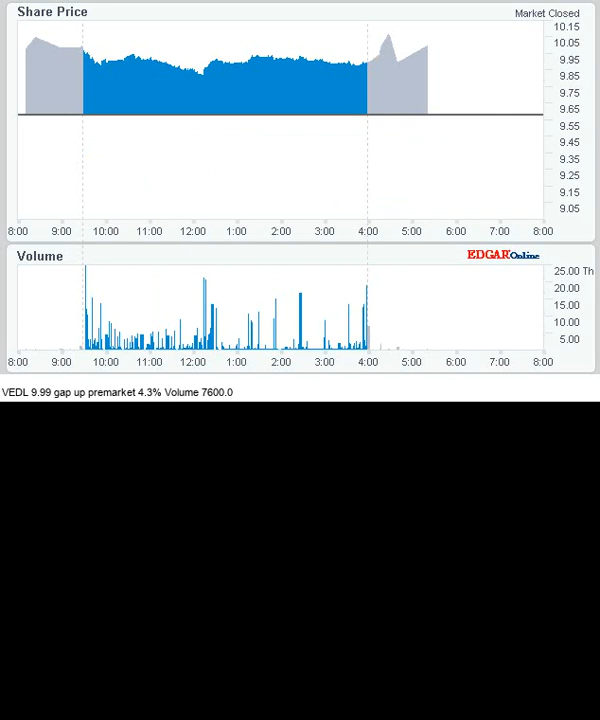 Share Price
Market Closed
10.15
10.05
9.95
9.85
9.75
9.65
9.55
9.45
9.35
9.25
9.15
9.05
8:00 9:00 10:00 11:00 12:00 1:00 2:00 3:00 4:00 5:00 6:00 7:00 8:00
Volume
EDGAR Online
25.00 Th
20.00
15.00
10.00
5.00
8:00 9:00 10:00 11:00 12:00 1:00 2:00 3:00 4:00 5:00 6:00 7:00 8:00
VEDL 9.99 gap up premarket 4.3% Volume 7600.0